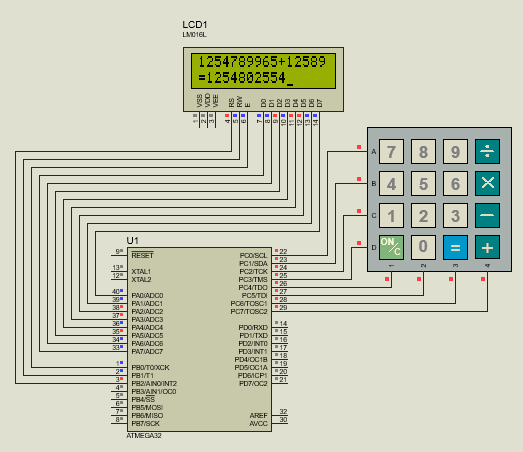 LCD1
LM016L
1254789965+12589
=1254802554_
VSS VDD VEE RS RW E D0 D1 D2 D3 D4 D5 D6 D7
1 2 3 4 5 6 7 8 9 10 11 12 13 14
A 7 8 9 ÷
B 4 5 6 ×
C 1 2 3 −
D ON/C 0 = +
1 2 3 4
U1
9 RESET PC0/SCL 22
PC1/SDA 23
13 XTAL1 PC2/TCK 24
12 XTAL2 PC3/TMS 25
PC4/TDO 26
40 PA0/ADC0 PC5/TDI 27
39 PA1/ADC1 PC6/TOSC1 28
38 PA2/ADC2 PC7/TOSC2 29
37 PA3/ADC3
36 PA4/ADC4 PD0/RXD 14
35 PA5/ADC5 PD1/TXD 15
34 PA6/ADC6 PD2/INT0 16
33 PA7/ADC7 PD3/INT1 17
PD4/OC1B 18
1 PB0/T0/XCK PD5/OC1A 19
2 PB1/T1 PD6/ICP1 20
3 PB2/AIN0/INT2 PD7/OC2 21
4 PB3/AIN1/OC0
5 PB4/SS
6 PB5/MOSI
7 PB6/MISO AREF 32
8 PB7/SCK AVCC 30
ATMEGA32